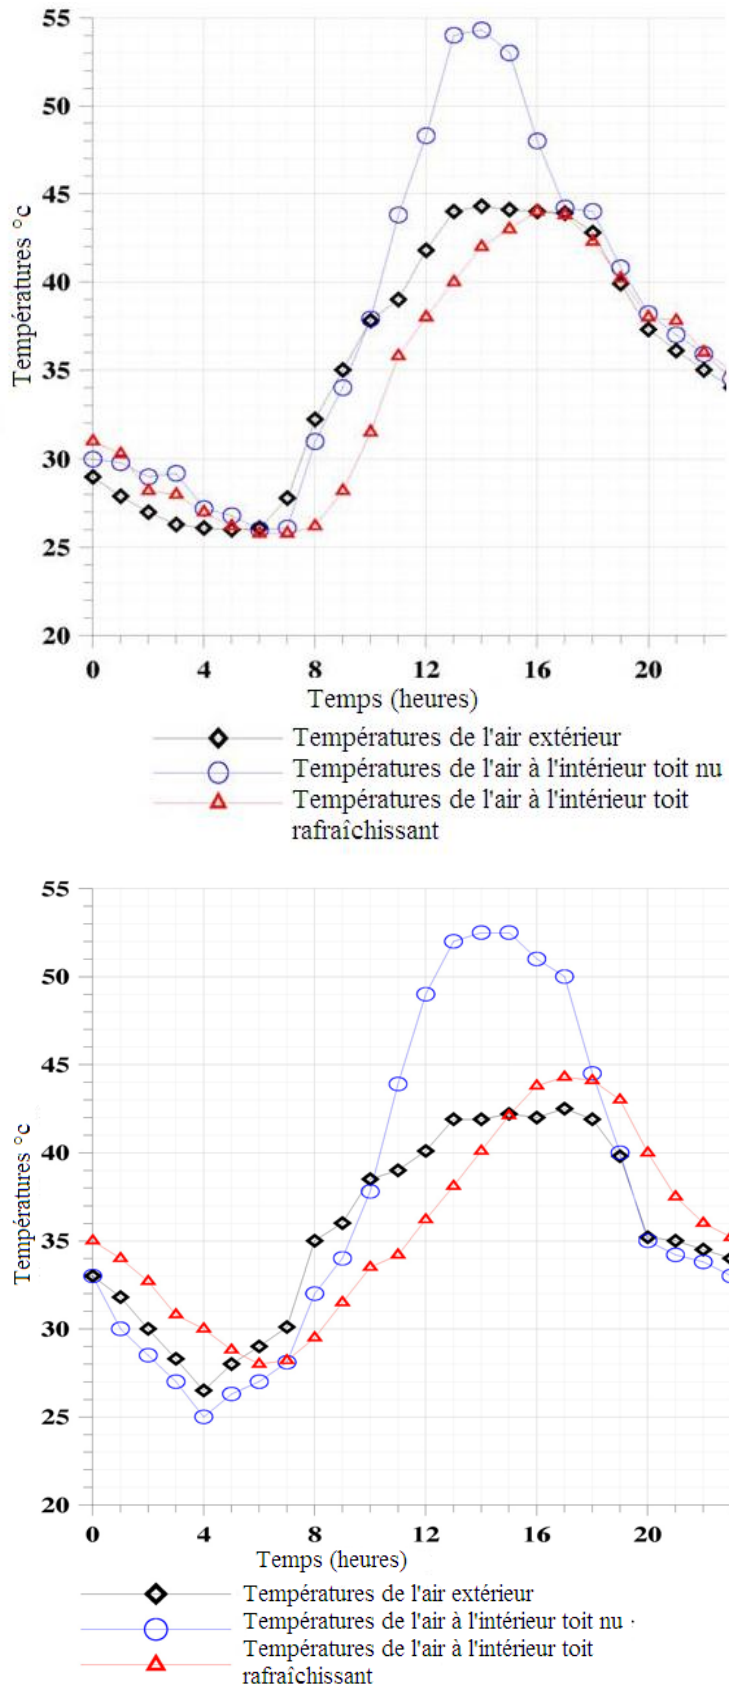 55
50
45
40
35
30
25
20
Températures °c
0 4 8 12 16 20
Temps (heures)
Températures de l'air extérieur
Températures de l'air à l'intérieur toit nu
Températures de l'air à l'intérieur toit
rafraîchissant
55
50
45
40
35
30
25
20
Températures °c
0 4 8 12 16 20
Temps (heures)
Températures de l'air extérieur
Températures de l'air à l'intérieur toit nu
Températures de l'air à l'intérieur toit
rafraîchissant